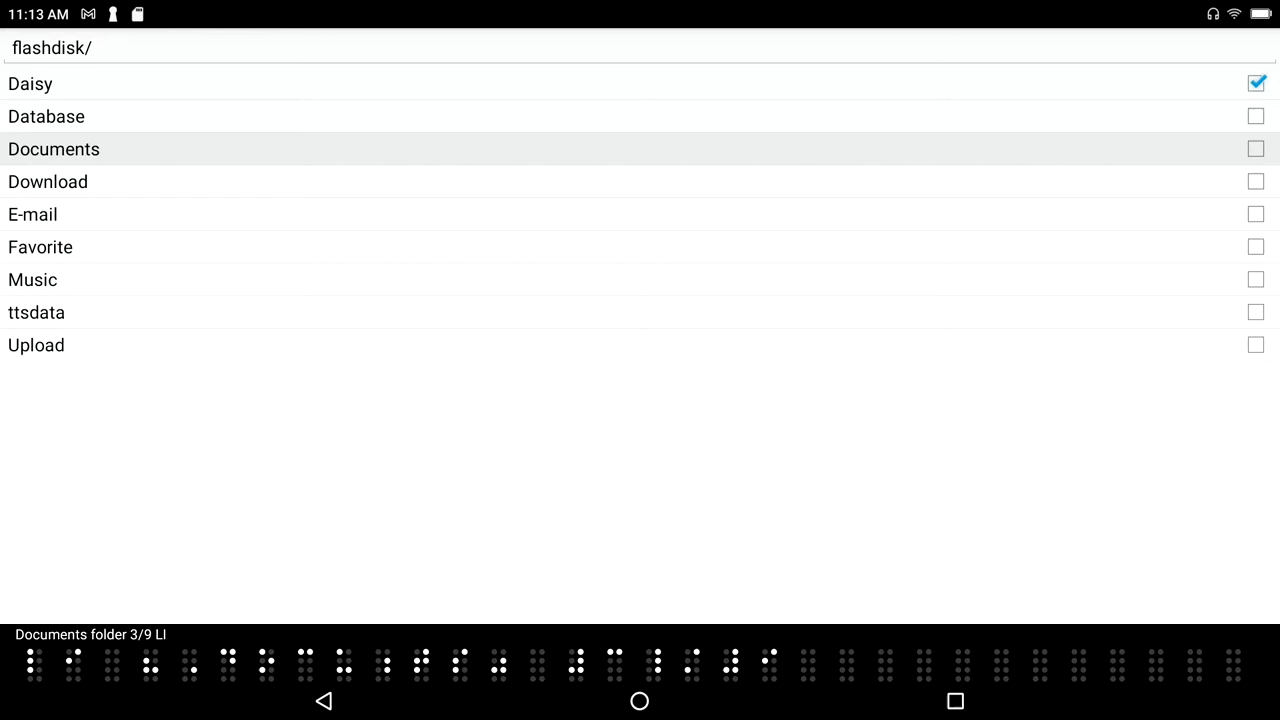 11:13 AM
flashdisk/
Daisy
Database
Documents
Download
E-mail
Favorite
Music
ttsdata
Upload
Documents folder 3/9 LI